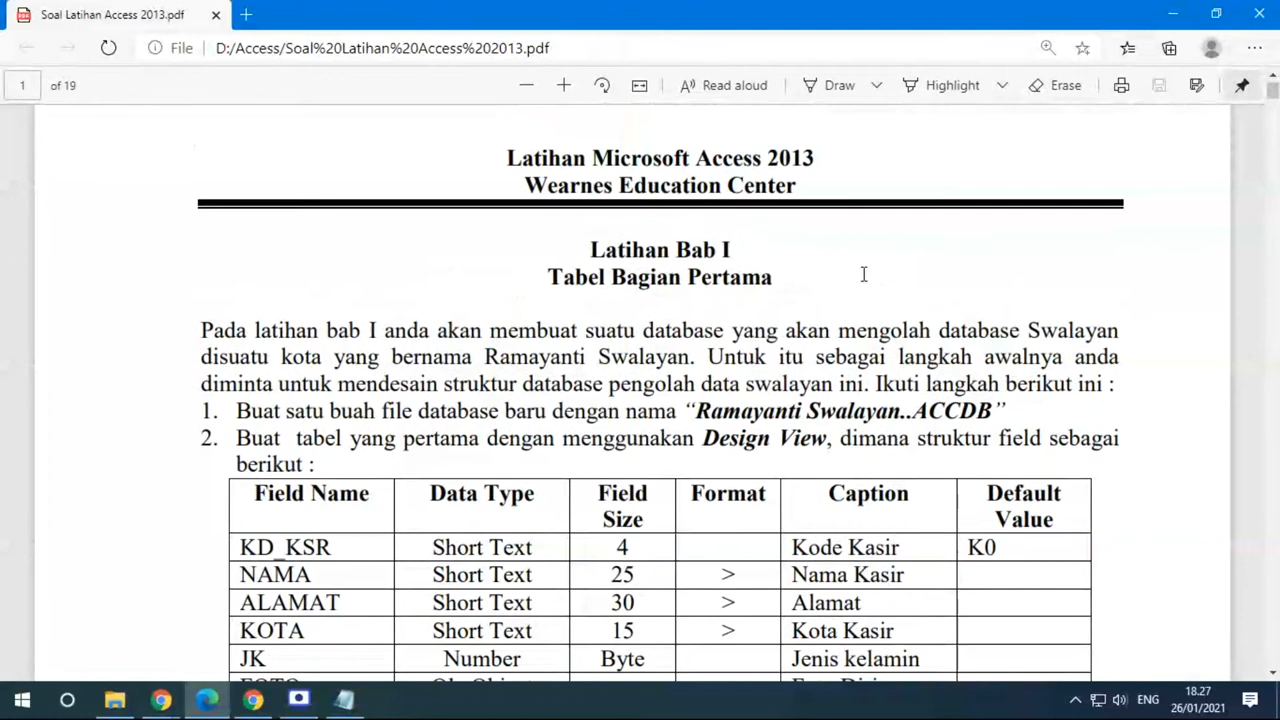 Soal Latihan Access 2013.pdf
File D:/Access/Soal%20Latihan%20Access%202013.pdf
1 of 19 Read aloud Draw Highlight Erase
Latihan Microsoft Access 2013
Wearnes Education Center
Latihan Bab I
Tabel Bagian Pertama
Pada latihan bab I anda akan membuat suatu database yang akan mengolah database Swalayan
disuatu kota yang bernama Ramayanti Swalayan. Untuk itu sebagai langkah awalnya anda
diminta untuk mendesain struktur database pengolah data swalayan ini. Ikuti langkah berikut ini :
1. Buat satu buah file database baru dengan nama “Ramayanti Swalayan..ACCDB”
2. Buat tabel yang pertama dengan menggunakan Design View, dimana struktur field sebagai
berikut :
Field Name Data Type Field Size Format Caption Default Value
KD_KSR Short Text 4 Kode Kasir K0
NAMA Short Text 25 > Nama Kasir
ALAMAT Short Text 30 > Alamat
KOTA Short Text 15 > Kota Kasir
JK Number Byte Jenis kelamin
ENG
18.27
26/01/2021